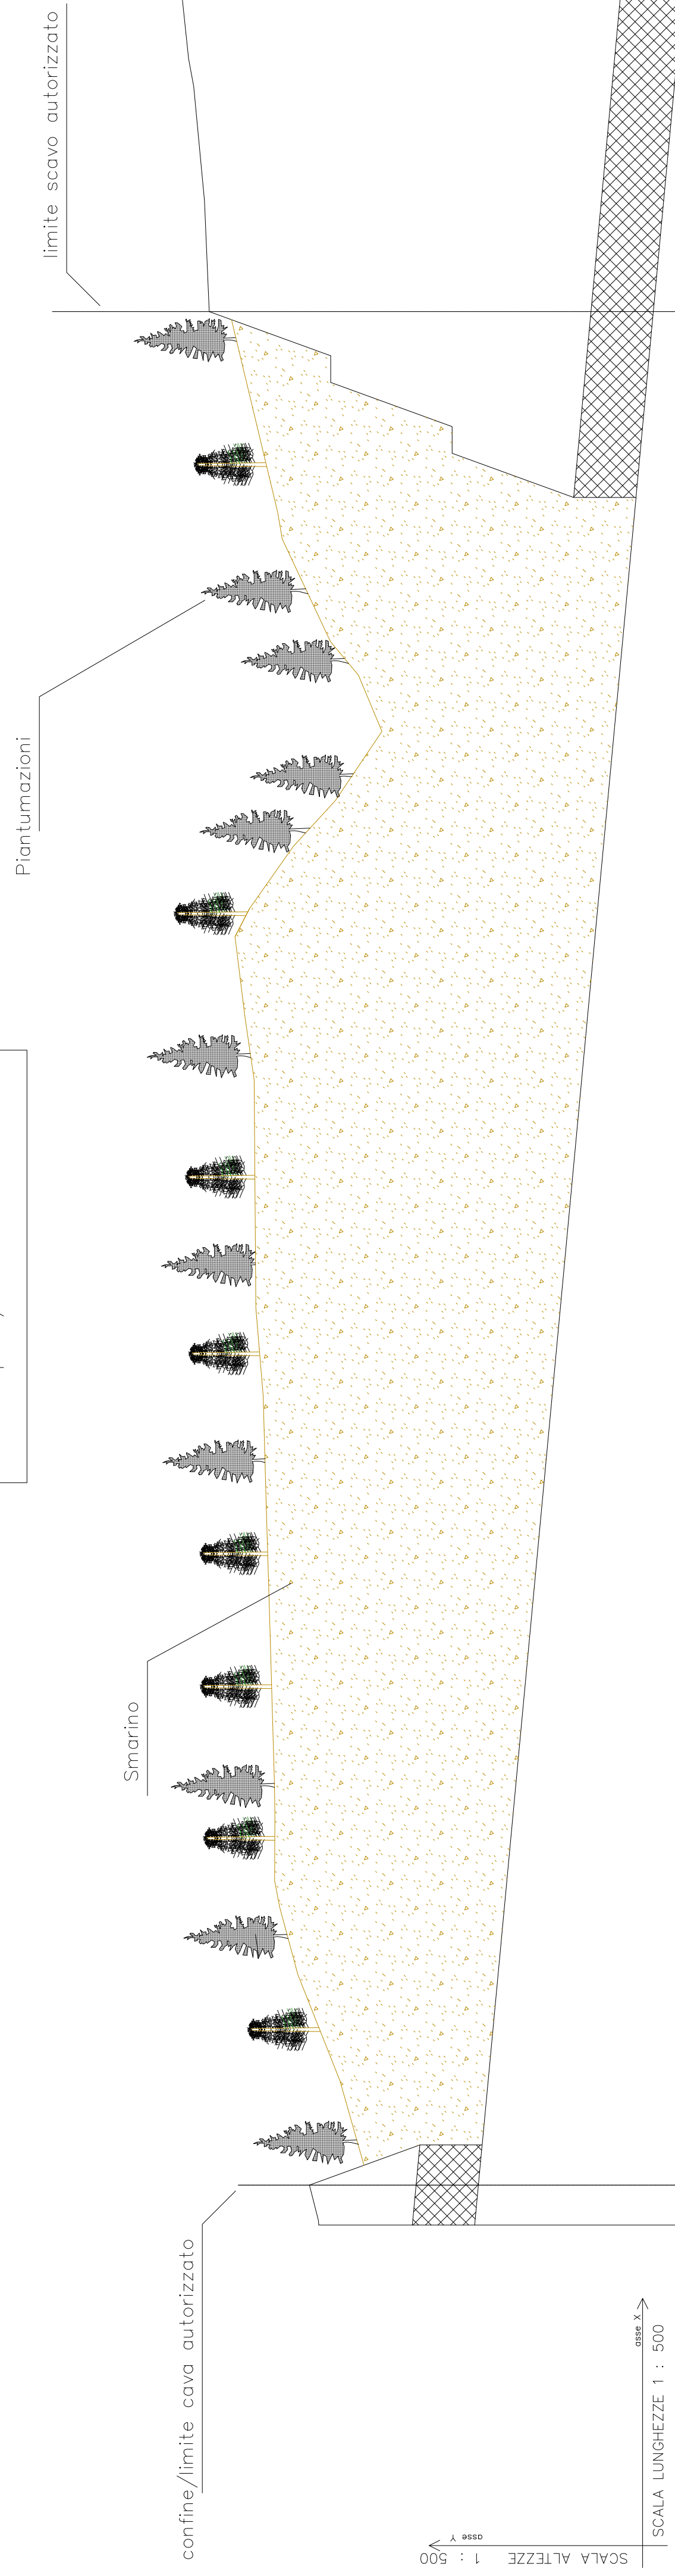 limite scavo autorizzato
Piantumazioni
Smarino
confine/limite cava autorizzato
asse X
SCALA LUNGHEZZE 1 : 500
asse Y
SCALA ALTEZZE 1 : 500